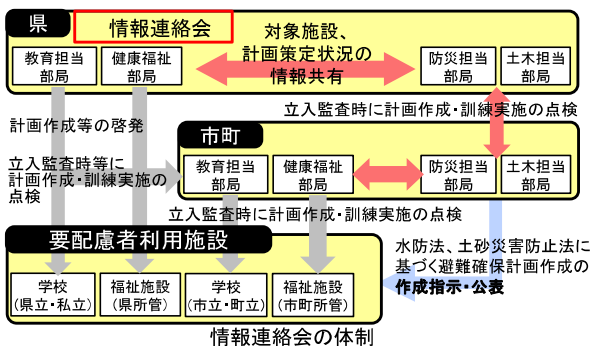 県
情報連絡会
対象施設、
計画策定状況の
情報共有
教育担当
部局
健康福祉
部局
防災担当
部局
土木担当
部局
計画作成等の啓発
立入監査時に計画作成・訓練実施の点検
市町
立入監査時等に
計画作成・訓練実施の
点検
教育担当
部局
健康福祉
部局
防災担当
部局
土木担当
部局
立入監査時に計画作成・訓練実施の点検
要配慮者利用施設
水防法、土砂災害防止法に
基づく避難確保計画作成の
作成指示・公表
学校
(県立・私立)
福祉施設
(県所管)
学校
(市立・町立)
福祉施設
(市町所管)
情報連絡会の体制